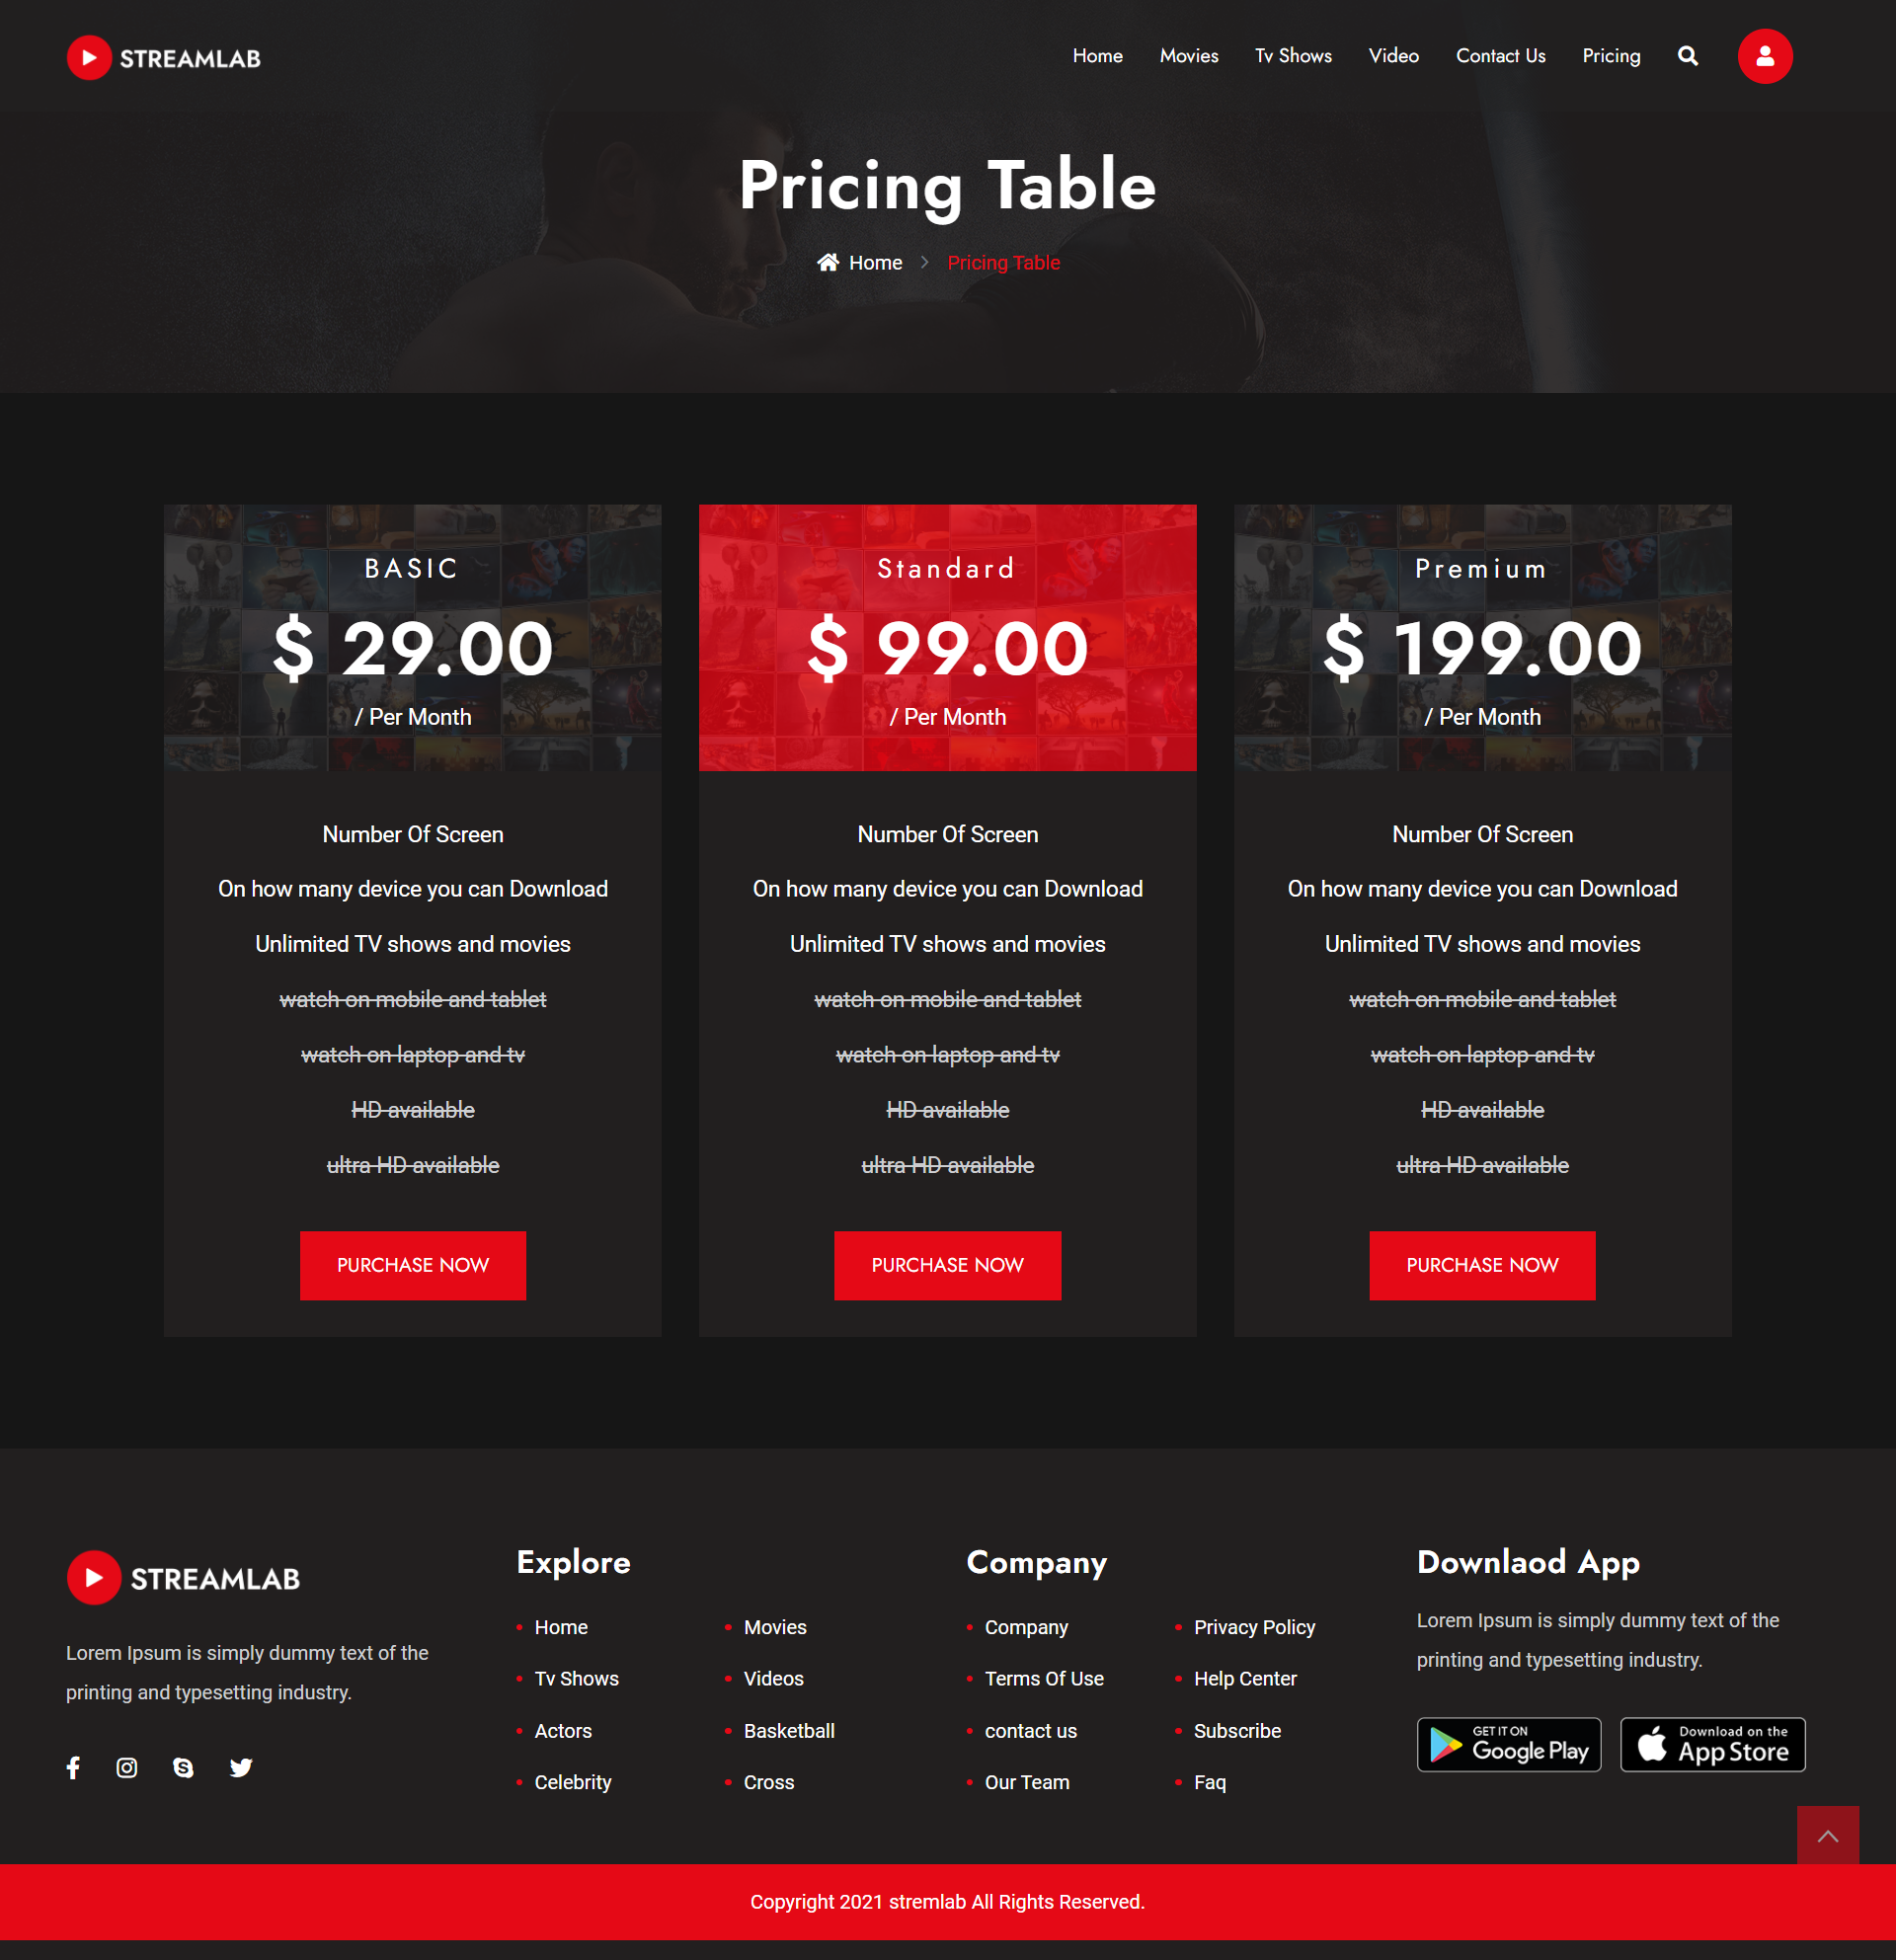 STREAMLAB
Home Movies Tv Shows Video Contact Us Pricing
Pricing Table
Home Pricing Table
BASIC
$ 29.00
/ Per Month
Number Of Screen
On how many device you can Download
Unlimited TV shows and movies
watch on mobile and tablet
watch on laptop and tv
HD available
ultra HD available
PURCHASE NOW
Standard
$ 99.00
/ Per Month
Number Of Screen
On how many device you can Download
Unlimited TV shows and movies
watch on mobile and tablet
watch on laptop and tv
HD available
ultra HD available
PURCHASE NOW
Premium
$ 199.00
/ Per Month
Number Of Screen
On how many device you can Download
Unlimited TV shows and movies
watch on mobile and tablet
watch on laptop and tv
HD available
ultra HD available
PURCHASE NOW
STREAMLAB
Lorem Ipsum is simply dummy text of the
printing and typesetting industry.
Explore
Home
Tv Shows
Actors
Celebrity
Movies
Videos
Basketball
Cross
Company
Company
Terms Of Use
contact us
Our Team
Privacy Policy
Help Center
Subscribe
Faq
Downlaod App
Lorem Ipsum is simply dummy text of the
printing and typesetting industry.
GET IT ON
Google Play
Download on the
App Store
Copyright 2021 stremlab All Rights Reserved.